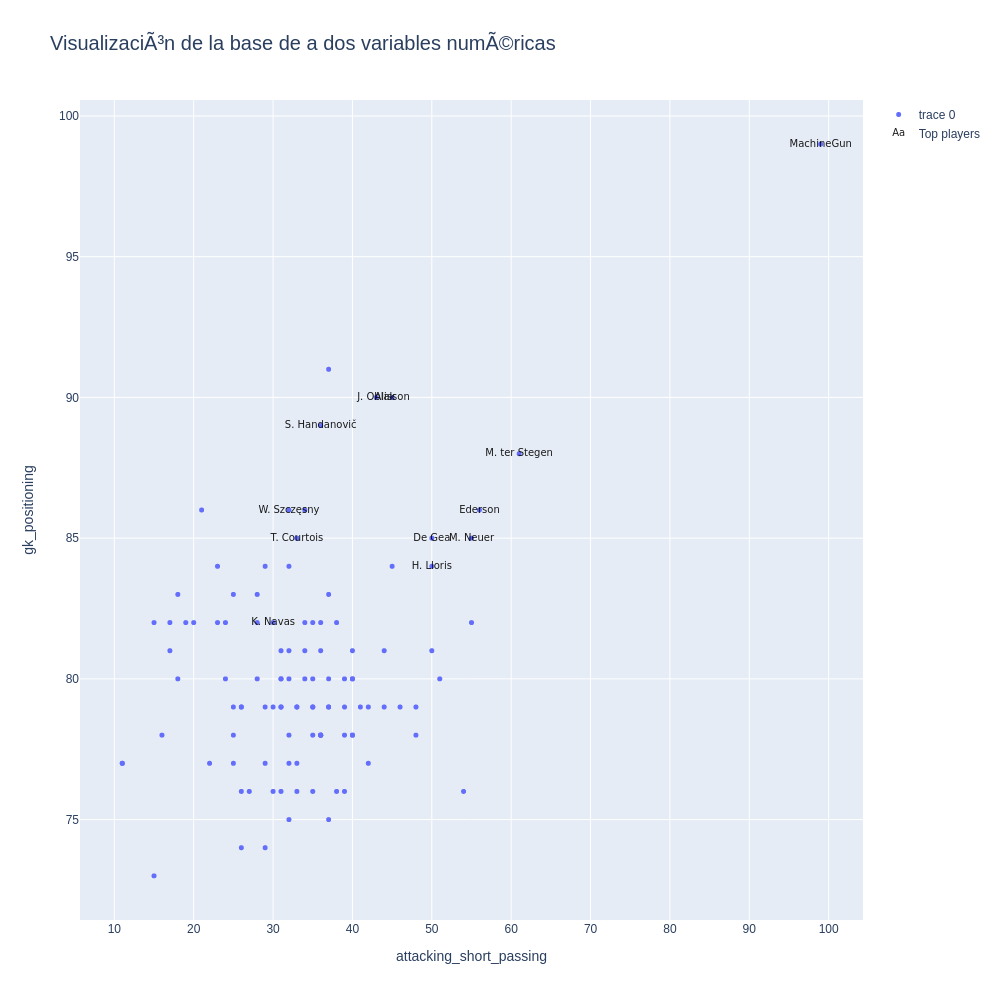 VisualizaciÃ³n de la base de a dos variables numÃ©ricas
trace 0
Aa Top players
100
95
90
85
80
75
gk_positioning
MachineGun
J. Oblak
Alisson
S. Handanovič
M. ter Stegen
W. Szczęsny
Ederson
T. Courtois
De Gea
M. Neuer
H. Lloris
K. Navas
10 20 30 40 50 60 70 80 90 100
attacking_short_passing